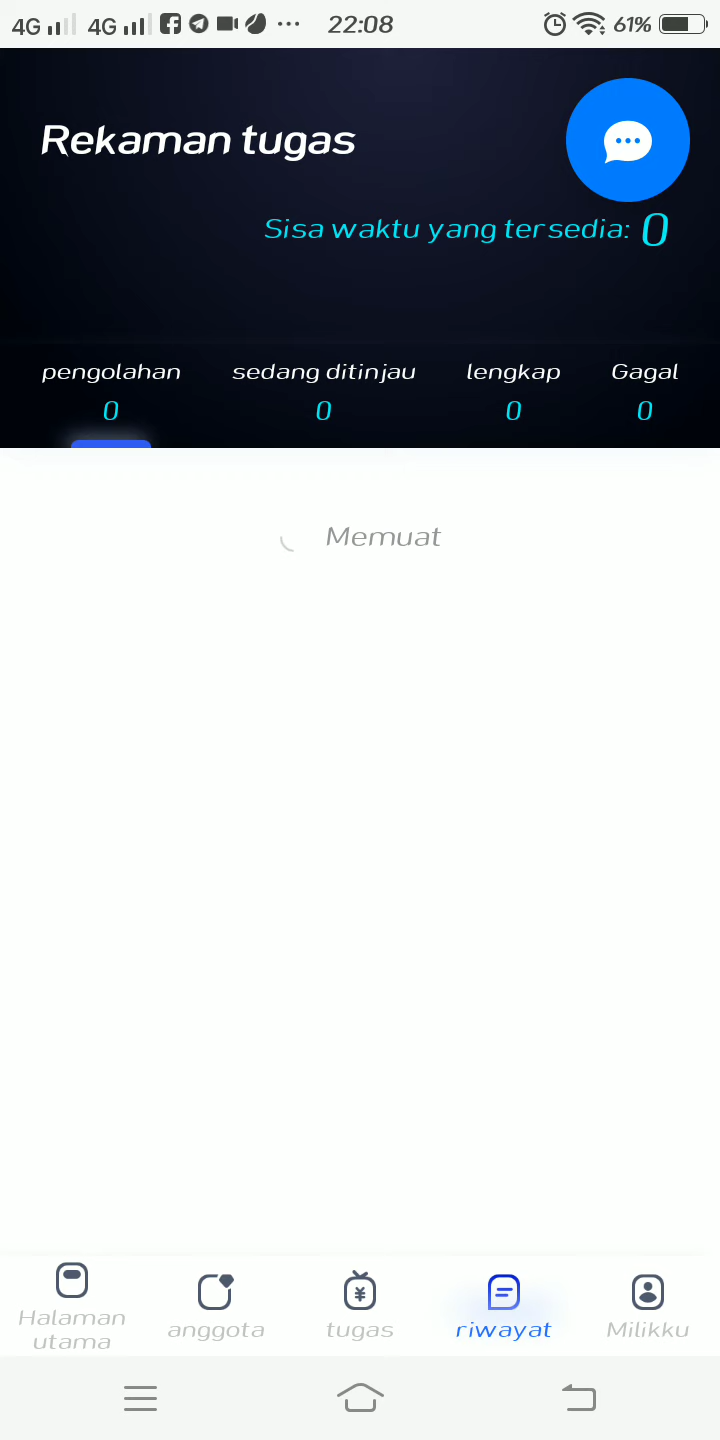 4G 4G 22:08 61%
Rekaman tugas
Sisa waktu yang tersedia: 0
pengolahan sedang ditinjau lengkap Gagal
0 0 0 0
Memuat
Halaman utama anggota tugas riwayat Milikku